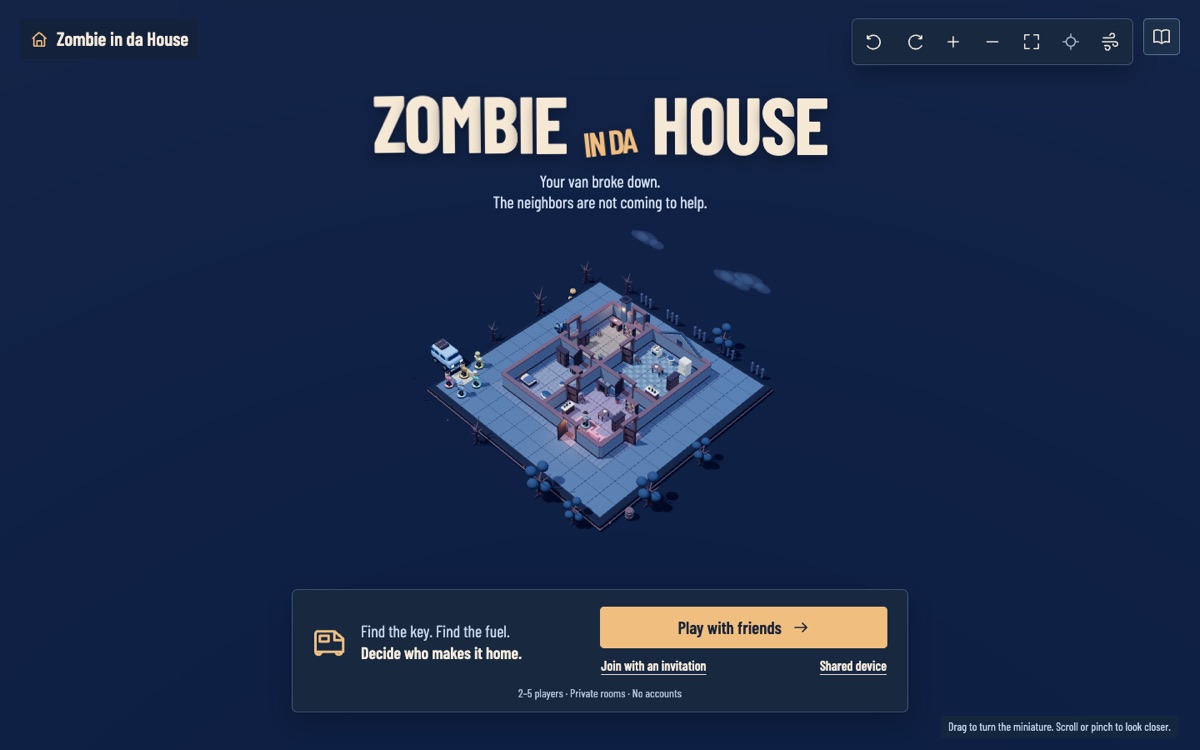 Zombie in da House
ZOMBIE IN DA HOUSE
Your van broke down.
The neighbors are not coming to help.
Find the key. Find the fuel.
Decide who makes it home.
Play with friends →
Join with an invitation
Shared device
2–5 players · Private rooms · No accounts
Drag to turn the miniature. Scroll or pinch to look closer.